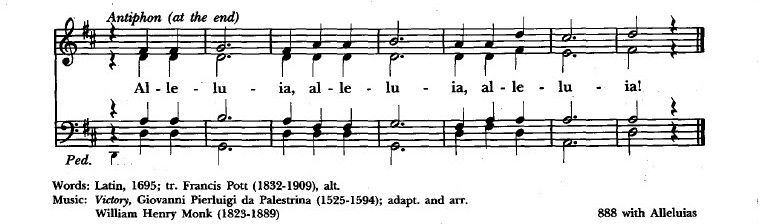 Antiphon (at the end)
Al - le - lu - ia, al - le - lu - ia, al - le - lu - ia!
Ped.
Words: Latin, 1695; tr. Francis Pott (1832-1909), alt.
Music: Victory, Giovanni Pierluigi da Palestrina (1525-1594); adapt. and arr.
William Henry Monk (1823-1889)
888 with Alleluias